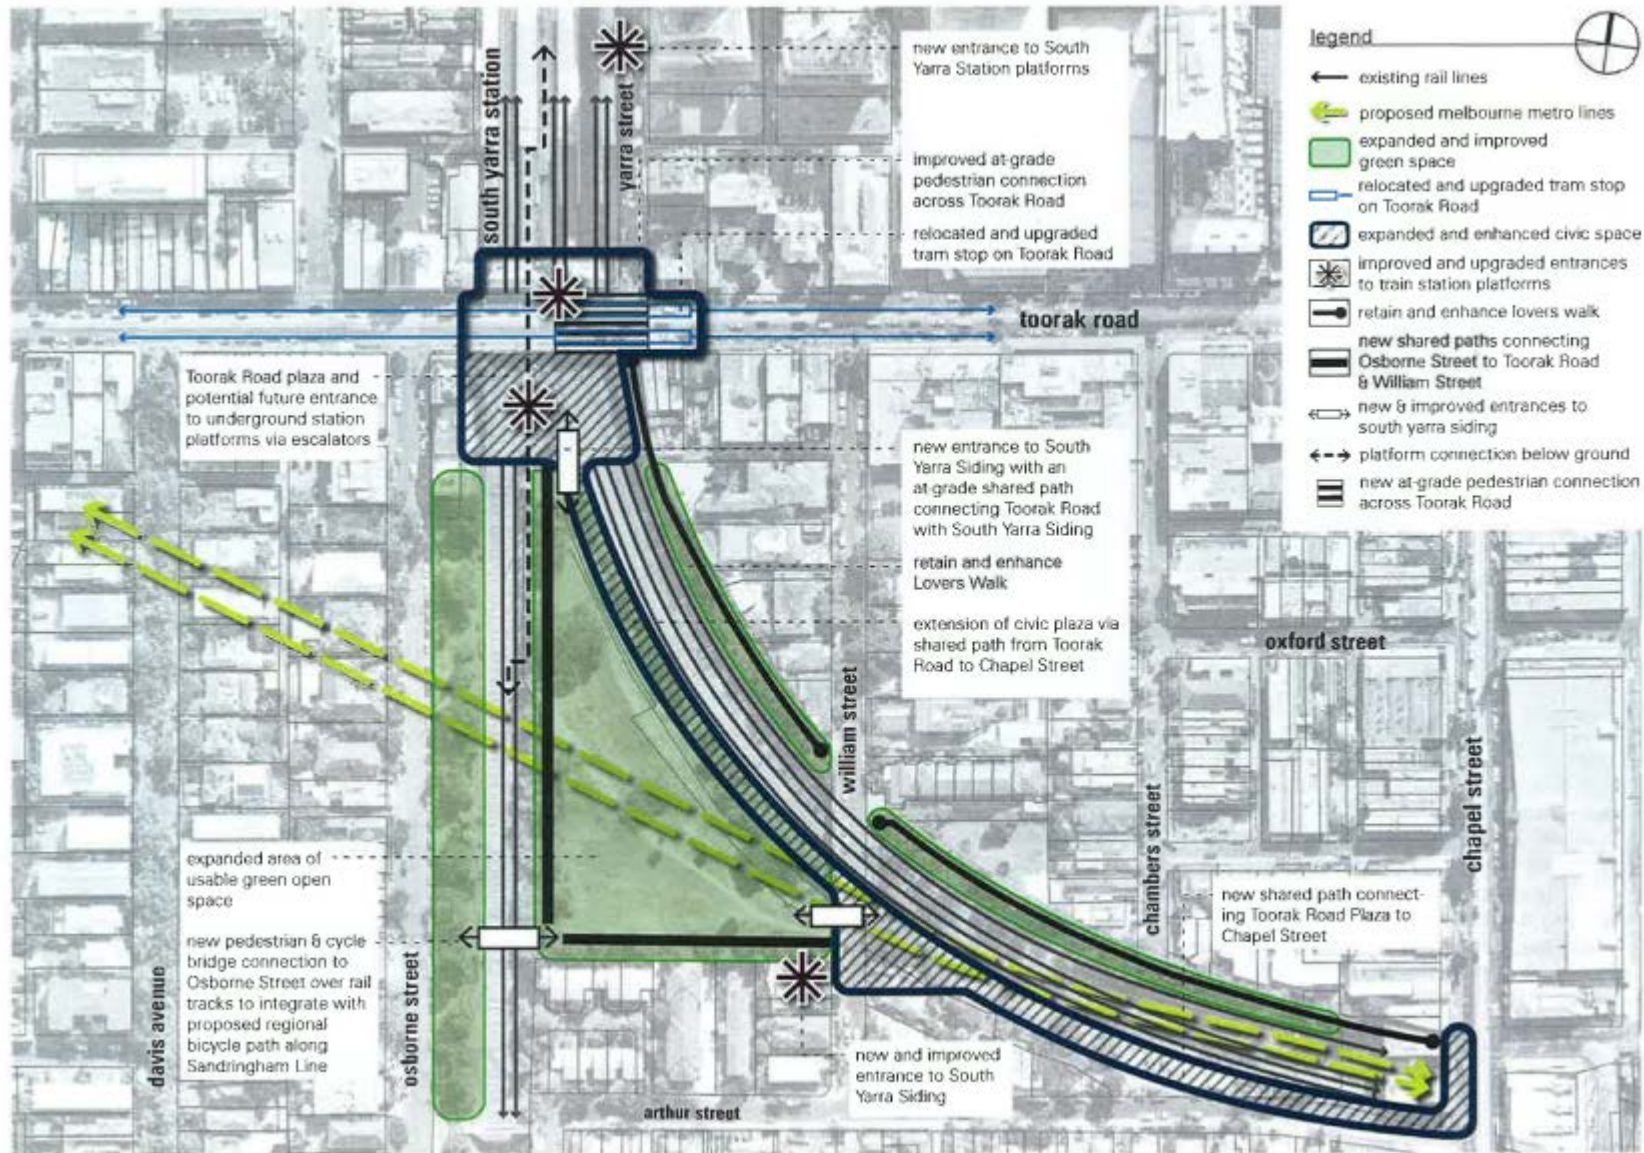 south yarra station
yarra street
new entrance to South
Yarra Station platforms
improved at-grade
pedestrian connection
across Toorak Road
relocated and upgraded
tram stop on Toorak Road
toorak road
Toorak Road plaza and
potential future entrance
to underground station
platforms via escalators
new entrance to South
Yarra Siding with an
at-grade shared path
connecting Toorak Road
with South Yarra Siding
retain and enhance
Lovers Walk
extension of civic plaza via
shared path from Toorak
Road to Chapel Street
oxford street
william street
chambers street
chapel street
expanded area of
usable green open
space
new pedestrian & cycle
bridge connection to
Osborne Street over rail
tracks to integrate with
proposed regional
bicycle path along
Sandringham Line
davis avenue
osborne street
new shared path connect-
ing Toorak Road Plaza to
Chapel Street
new and improved
entrance to South
Yarra Siding
arthur street
legend
existing rail lines
proposed melbourne metro lines
expanded and improved
green space
relocated and upgraded tram stop
on Toorak Road
expanded and enhanced civic space
improved and upgraded entrances
to train station platforms
retain and enhance lovers walk
new shared paths connecting
Osborne Street to Toorak Road
& William Street
new & improved entrances to
south yarra siding
platform connection below ground
new at-grade pedestrian connection
across Toorak Road